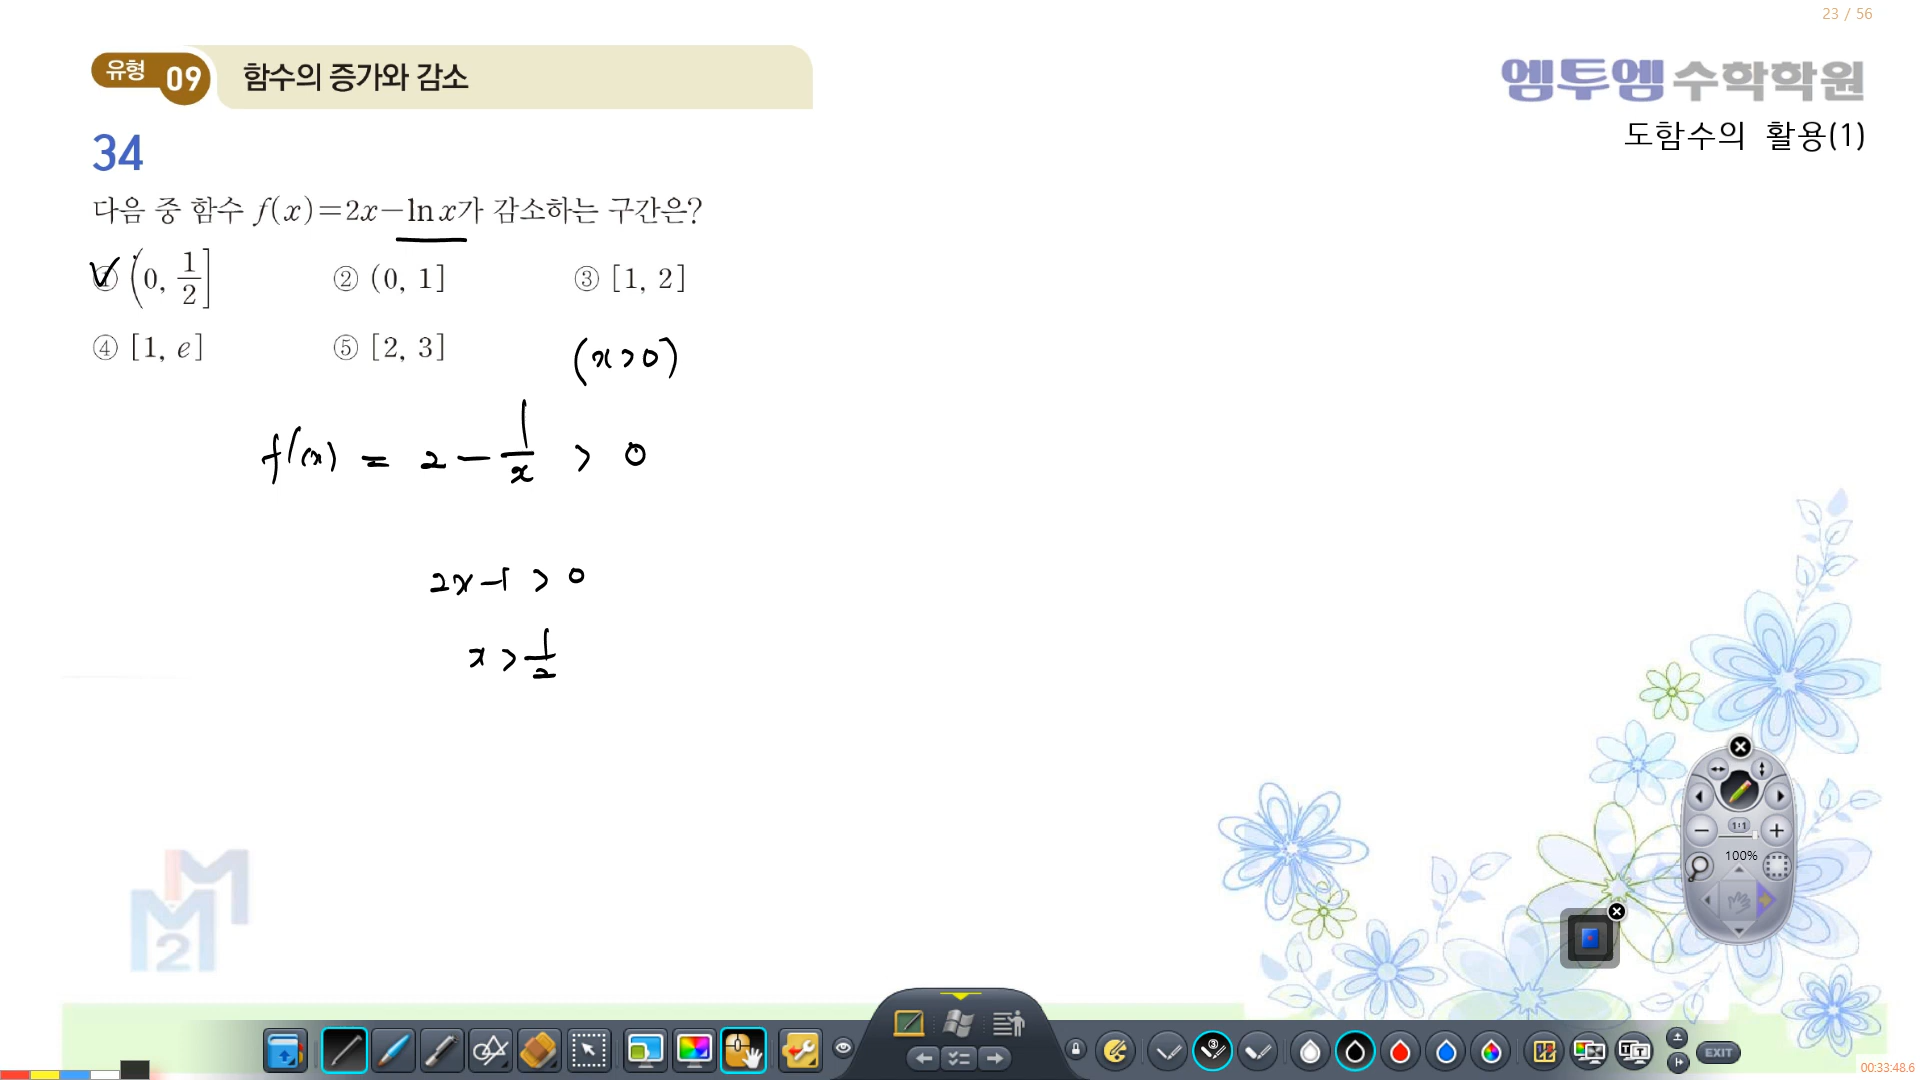 23 / 56
유형 09 함수의 증가와 감소
엠투엠수학학원
도함수의 활용(1)
34
다음 중 함수 f(x)=2x−ln x가 감소하는 구간은?
① (0, 1/2] ② (0, 1] ③ [1, 2]
④ [1, e] ⑤ [2, 3]
(x>0)
f'(x) = 2 − 1/x > 0
2x−1 > 0
x > 1/2
1:1
100%
M
M2
EXIT
00:33:48.6